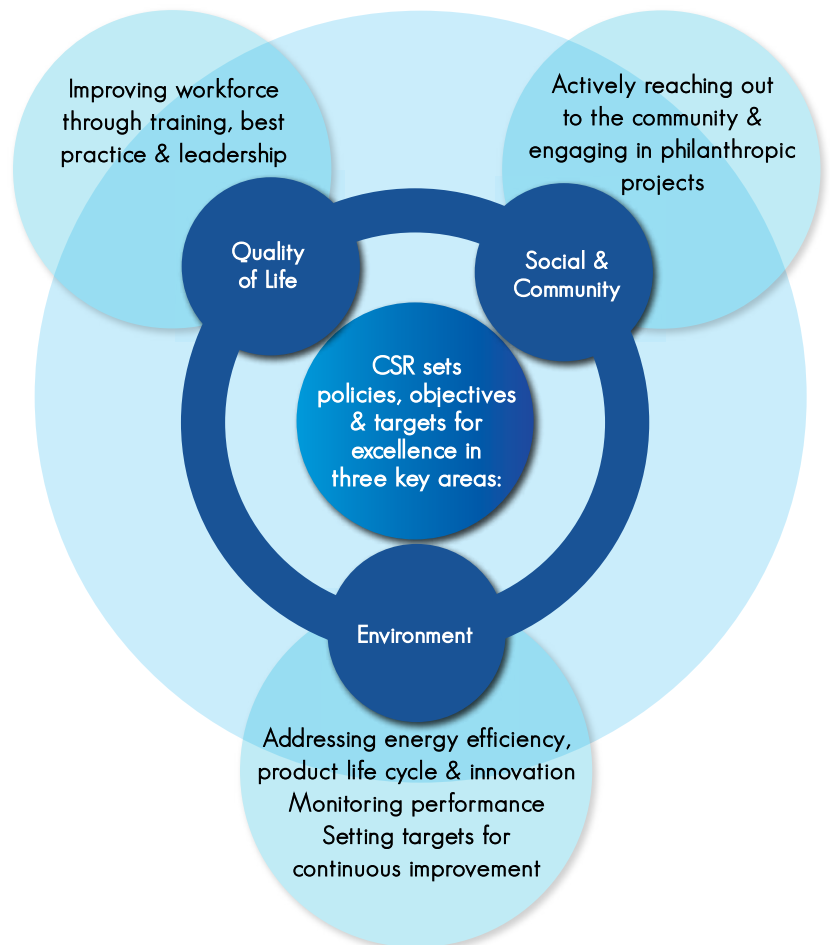 Improving workforce
through training, best
practice & leadership
Actively reaching out
to the community &
engaging in philanthropic
projects
Quality
of Life
Social &
Community
CSR sets
policies, objectives
& targets for
excellence in
three key areas:
Environment
Addressing energy efficiency,
product life cycle & innovation
Monitoring performance
Setting targets for
continuous improvement